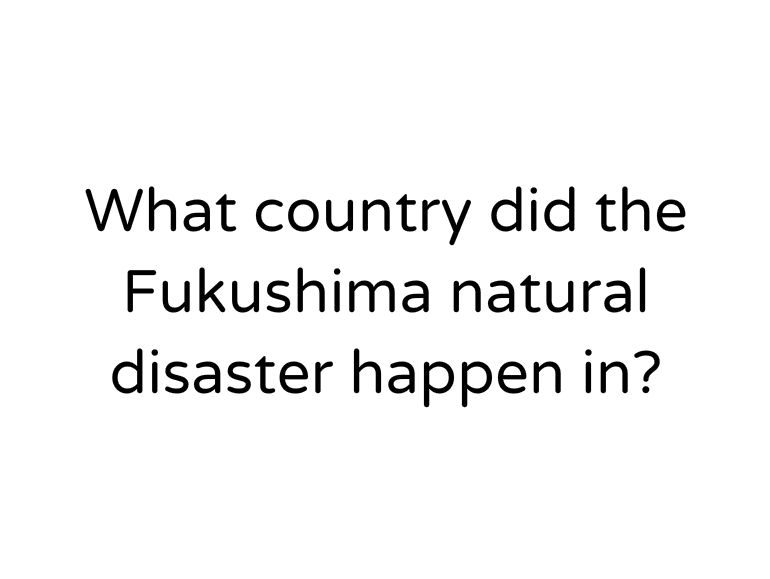 What country did the
Fukushima natural
disaster happen in?